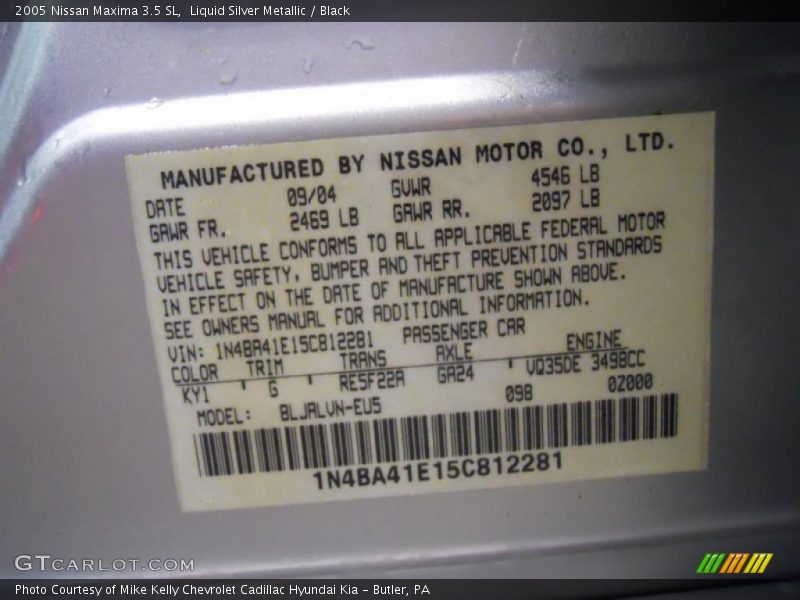 2005 Nissan Maxima 3.5 SL, Liquid Silver Metallic / Black
MANUFACTURED BY NISSAN MOTOR CO., LTD.
DATE 09/04 GVWR 4546 LB
GAWR FR. 2469 LB GAWR RR. 2097 LB
THIS VEHICLE CONFORMS TO ALL APPLICABLE FEDERAL MOTOR
VEHICLE SAFETY, BUMPER AND THEFT PREVENTION STANDARDS
IN EFFECT ON THE DATE OF MANUFACTURE SHOWN ABOVE.
SEE OWNERS MANUAL FOR ADDITIONAL INFORMATION.
VIN: 1N4BA41E15C812281 PASSENGER CAR
COLOR TRIM TRANS AXLE ENGINE
KY1 G RE5F22A GA24 VQ35DE 3498CC
MODEL: BLJALVN-EU5 098 0Z000
1N4BA41E15C812281
GTCARLOT.COM
Photo Courtesy of Mike Kelly Chevrolet Cadillac Hyundai Kia – Butler, PA